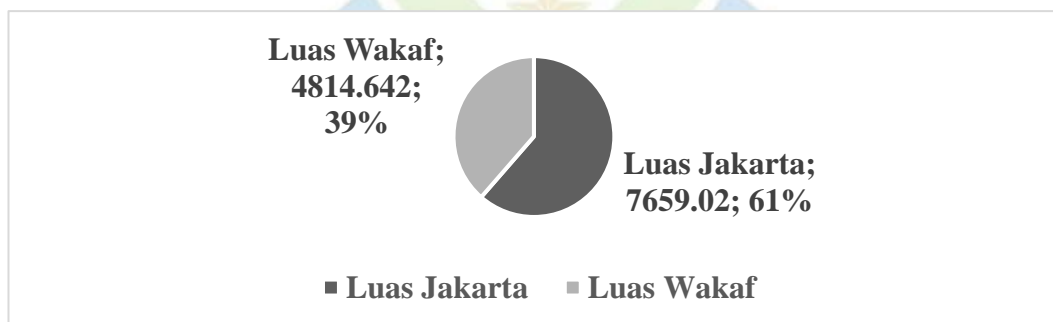 Luas Wakaf;
4814.642;
39%
Luas Jakarta;
7659.02; 61%
Luas Jakarta Luas Wakaf